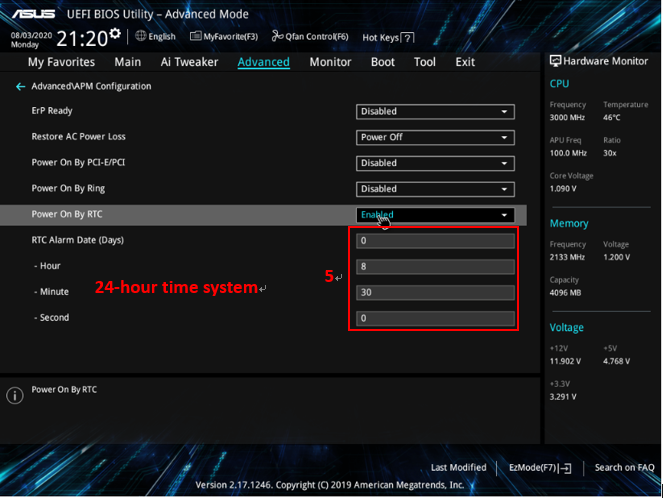 ASUS UEFI BIOS Utility – Advanced Mode
08/03/2020
Monday
21:20
English
MyFavorite(F3)
Qfan Control(F6)
Hot Keys ?
My Favorites Main Ai Tweaker Advanced Monitor Boot Tool Exit
Advanced\APM Configuration
ErP Ready Disabled
Restore AC Power Loss Power Off
Power On By PCI-E/PCI Disabled
Power On By Ring Disabled
Power On By RTC Enabled
RTC Alarm Date (Days) 0
- Hour 8
24-hour time system
5
- Minute 30
- Second 0
Power On By RTC
Hardware Monitor
CPU
Frequency Temperature
3000 MHz 46°C
APU Freq Ratio
100.0 MHz 30x
Core Voltage
1.090 V
Memory
Frequency Voltage
2133 MHz 1.200 V
Capacity
4096 MB
Voltage
+12V +5V
11.902 V 4.768 V
+3.3V
3.291 V
Last Modified EzMode(F7) Search on FAQ
Version 2.17.1246. Copyright (C) 2019 American Megatrends, Inc.